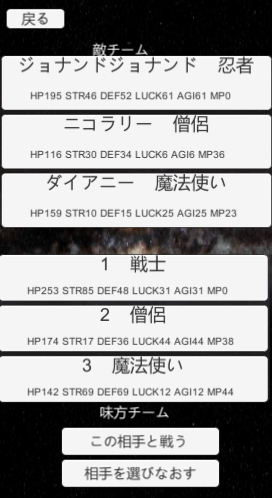 戻る
敵チーム
ジョナンドジョナンド　忍者
HP195 STR46 DEF52 LUCK61 AGI61 MP0
ニコラリー　僧侶
HP116 STR30 DEF34 LUCK6 AGI6 MP36
ダイアニー　魔法使い
HP159 STR10 DEF15 LUCK25 AGI25 MP23
1　戦士
HP253 STR85 DEF48 LUCK31 AGI31 MP0
2　僧侶
HP174 STR17 DEF36 LUCK44 AGI44 MP38
3　魔法使い
HP142 STR69 DEF69 LUCK12 AGI12 MP44
味方チーム
この相手と戦う
相手を選びなおす